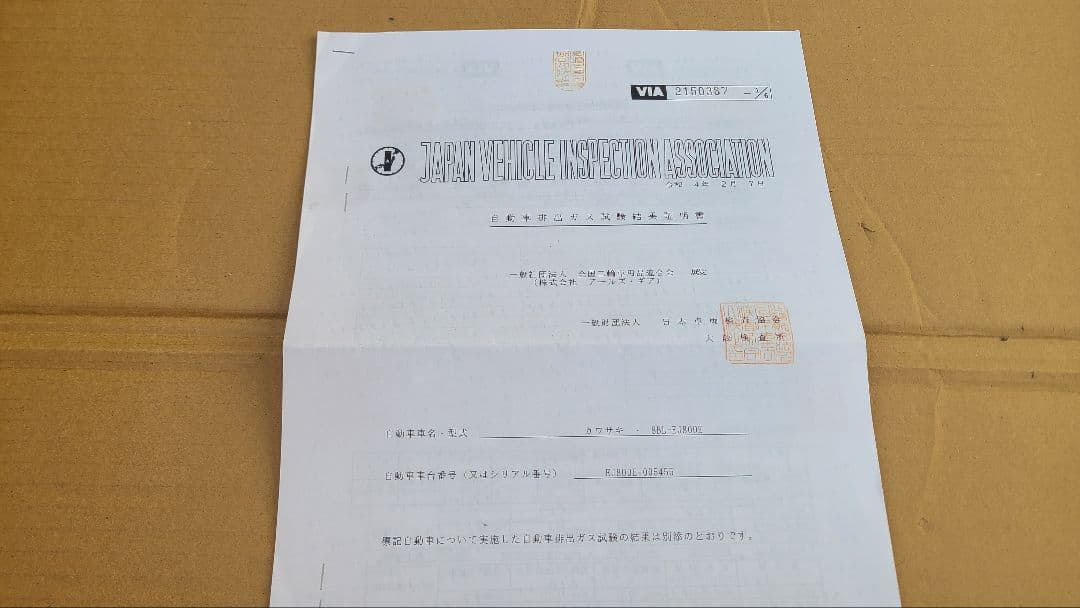 VIA 2150387 -1/6
JAPAN VEHICLE INSPECTION ASSOCIATION
令和 4年 2月 7日
自動車排出ガス試験結果証明書
一般社団法人 全国二輪車用品連合会
(株式会社 アールズ・ギア)
一般財団法人 日本車両検査協会
大阪検査所
自動車車名・型式 カワサキ ・ 8BL-EJ800E
自動車車台番号(又はシリアル番号) EJ800E-005455
標記自動車について実施した自動車排出ガス試験の結果は別添のとおりです。